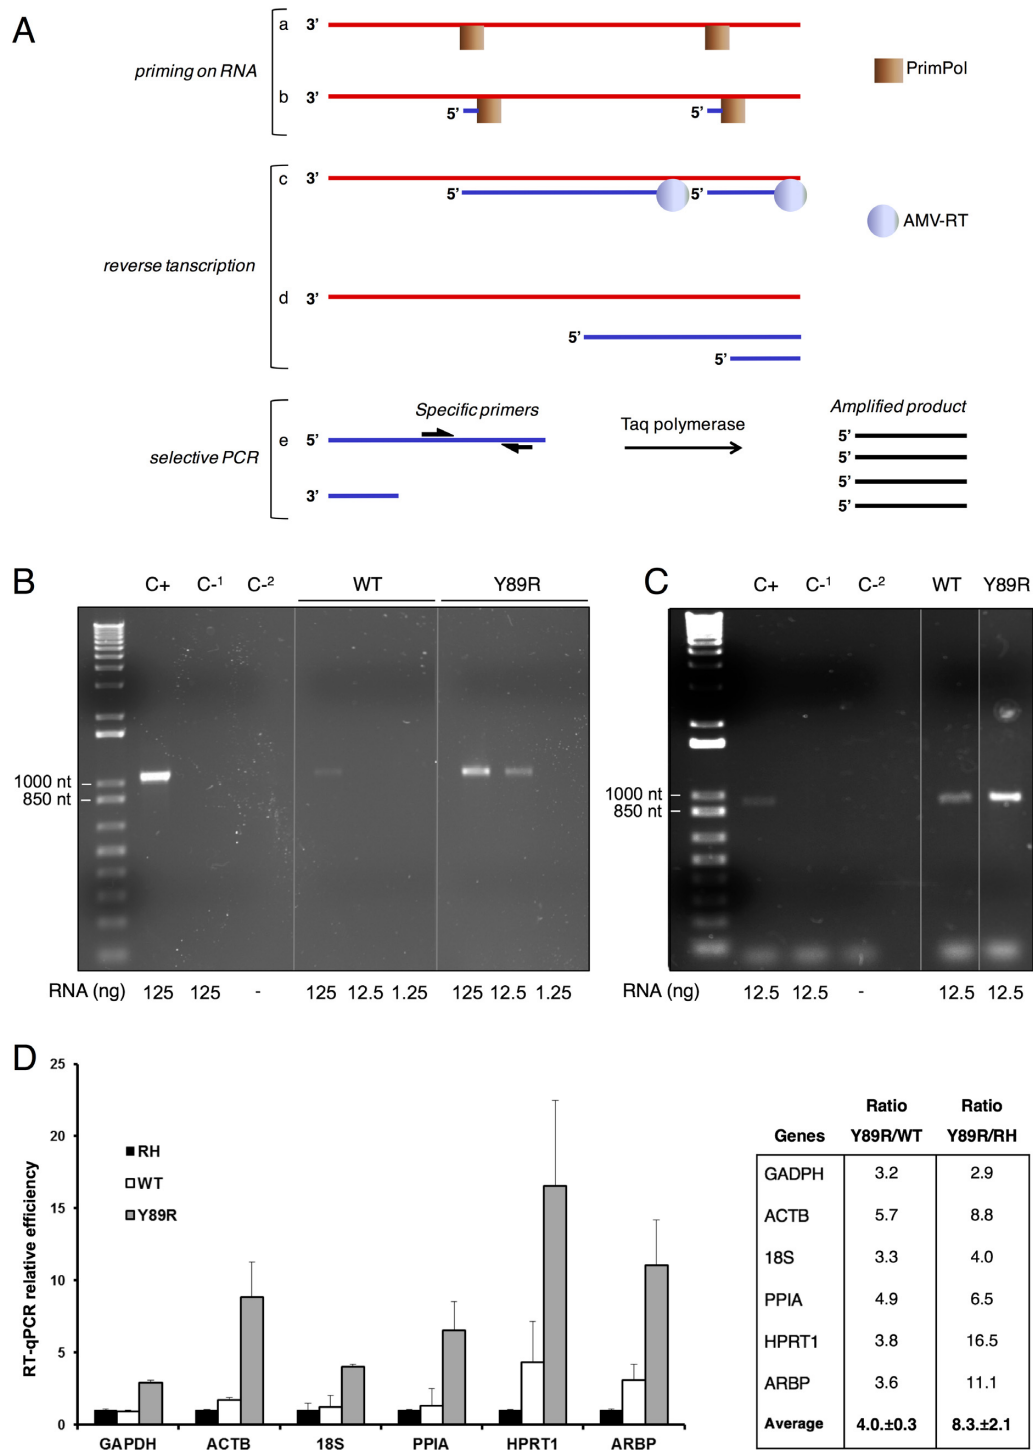 A
a 3’
priming on RNA
b 3’
5’ 5’
PrimPol
c 3’
5’ 5’
AMV-RT
reverse tanscription
d 3’
5’
5’
selective PCR
e 5’
Specific primers
3’
Taq polymerase
Amplified product
5’
5’
5’
5’
B
C+ C-1 C-2 WT Y89R
1000 nt
850 nt
RNA (ng) 125 125 - 125 12.5 1.25 125 12.5 1.25
C
C+ C-1 C-2 WT Y89R
1000 nt
850 nt
RNA (ng) 12.5 12.5 - 12.5 12.5
D
RT-qPCR relative efficiency
25
20
15
10
5
0
RH
WT
Y89R
GAPDH ACTB 18S PPIA HPRT1 ARBP
Ratio Ratio
Genes Y89R/WT Y89R/RH
GADPH 3.2 2.9
ACTB 5.7 8.8
18S 3.3 4.0
PPIA 4.9 6.5
HPRT1 3.8 16.5
ARBP 3.6 11.1
Average 4.0.±0.3 8.3.±2.1